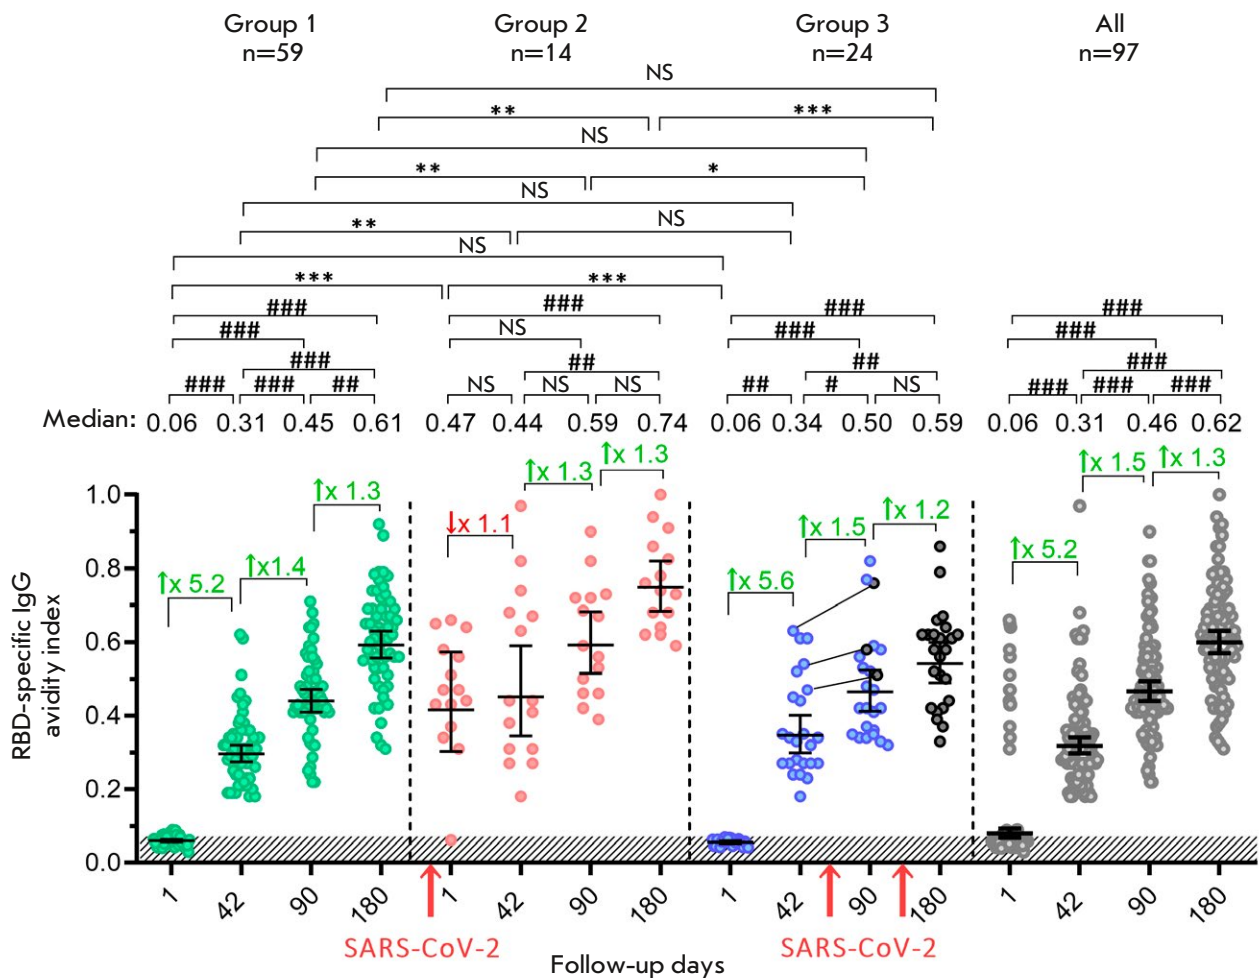 Group 1 Group 2 Group 3 All
n=59 n=14 n=24 n=97
NS
** ***
NS
** *
NS
** NS
NS
*** ***
### ### ### ###
### NS ### ###
### ## ## ###
### ### ## NS NS NS ## # NS ### ### ###
Median: 0.06 0.31 0.45 0.61 0.47 0.44 0.59 0.74 0.06 0.34 0.50 0.59 0.06 0.31 0.46 0.62
↑x 5.2 ↑x1.4 ↑x 1.3 ↓x 1.1 ↑x 1.3 ↑x 1.3 ↑x 5.6 ↑x 1.5 ↑x 1.2 ↑x 5.2 ↑x 1.5 ↑x 1.3
RBD-specific IgG
avidity index
1.0
0.8
0.6
0.4
0.2
0.0
1 42 90 180 1 42 90 180 1 42 90 180 1 42 90 180
SARS-CoV-2 SARS-CoV-2
Follow-up days